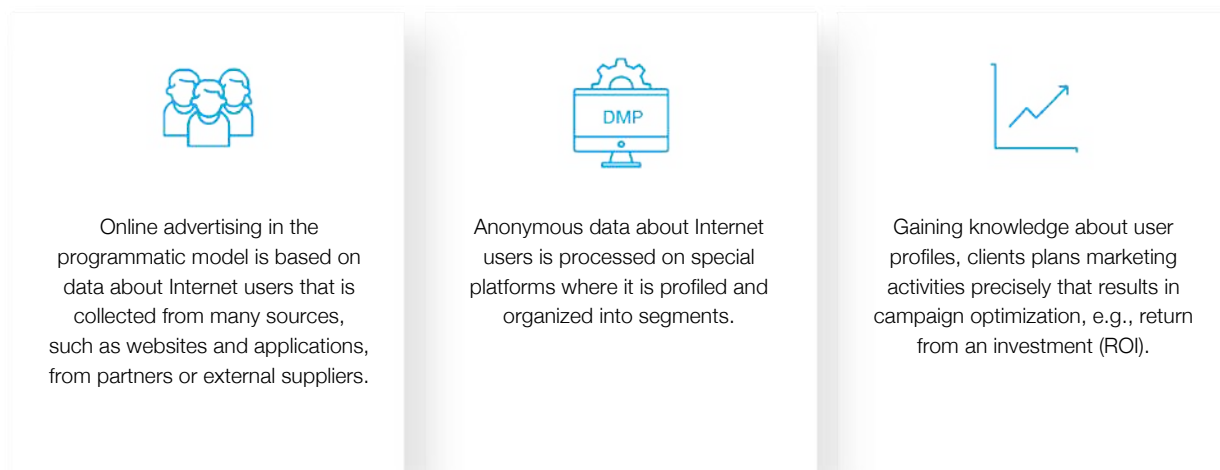 Online advertising in the
programmatic model is based on
data about Internet users that is
collected from many sources,
such as websites and applications,
from partners or external suppliers.
DMP
Anonymous data about Internet
users is processed on special
platforms where it is profiled and
organized into segments.
Gaining knowledge about user
profiles, clients plans marketing
activities precisely that results in
campaign optimization, e.g., return
from an investment (ROI).